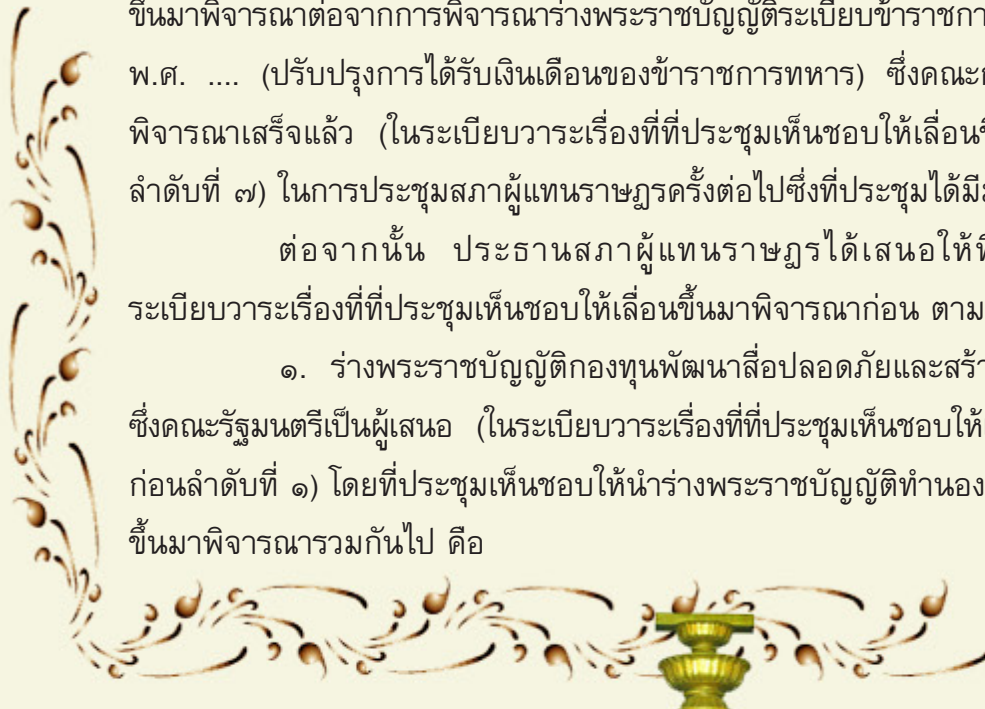 ขึ้นมาพิจารณาต่อจากการพิจารณาร่างพระราชบัญญัติระเบียบข้าราชกา
พ.ศ. .... (ปรับปรุงการได้รับเงินเดือนของข้าราชการทหาร) ซึ่งคณะก
พิจารณาเสร็จแล้ว (ในระเบียบวาระเรื่องที่ที่ประชุมเห็นชอบให้เลื่อนขึ
ลำดับที่ ๗) ในการประชุมสภาผู้แทนราษฎรครั้งต่อไปซึ่งที่ประชุมได้มีม
ต่อจากนั้น ประธานสภาผู้แทนราษฎรได้เสนอให้ที
ระเบียบวาระเรื่องที่ที่ประชุมเห็นชอบให้เลื่อนขึ้นมาพิจารณาก่อน ตาม
๑. ร่างพระราชบัญญัติกองทุนพัฒนาสื่อปลอดภัยและสร้า
ซึ่งคณะรัฐมนตรีเป็นผู้เสนอ (ในระเบียบวาระเรื่องที่ที่ประชุมเห็นชอบให้เ
ก่อนลำดับที่ ๑) โดยที่ประชุมเห็นชอบให้นำร่างพระราชบัญญัติทำนอง
ขึ้นมาพิจารณารวมกันไป คือ